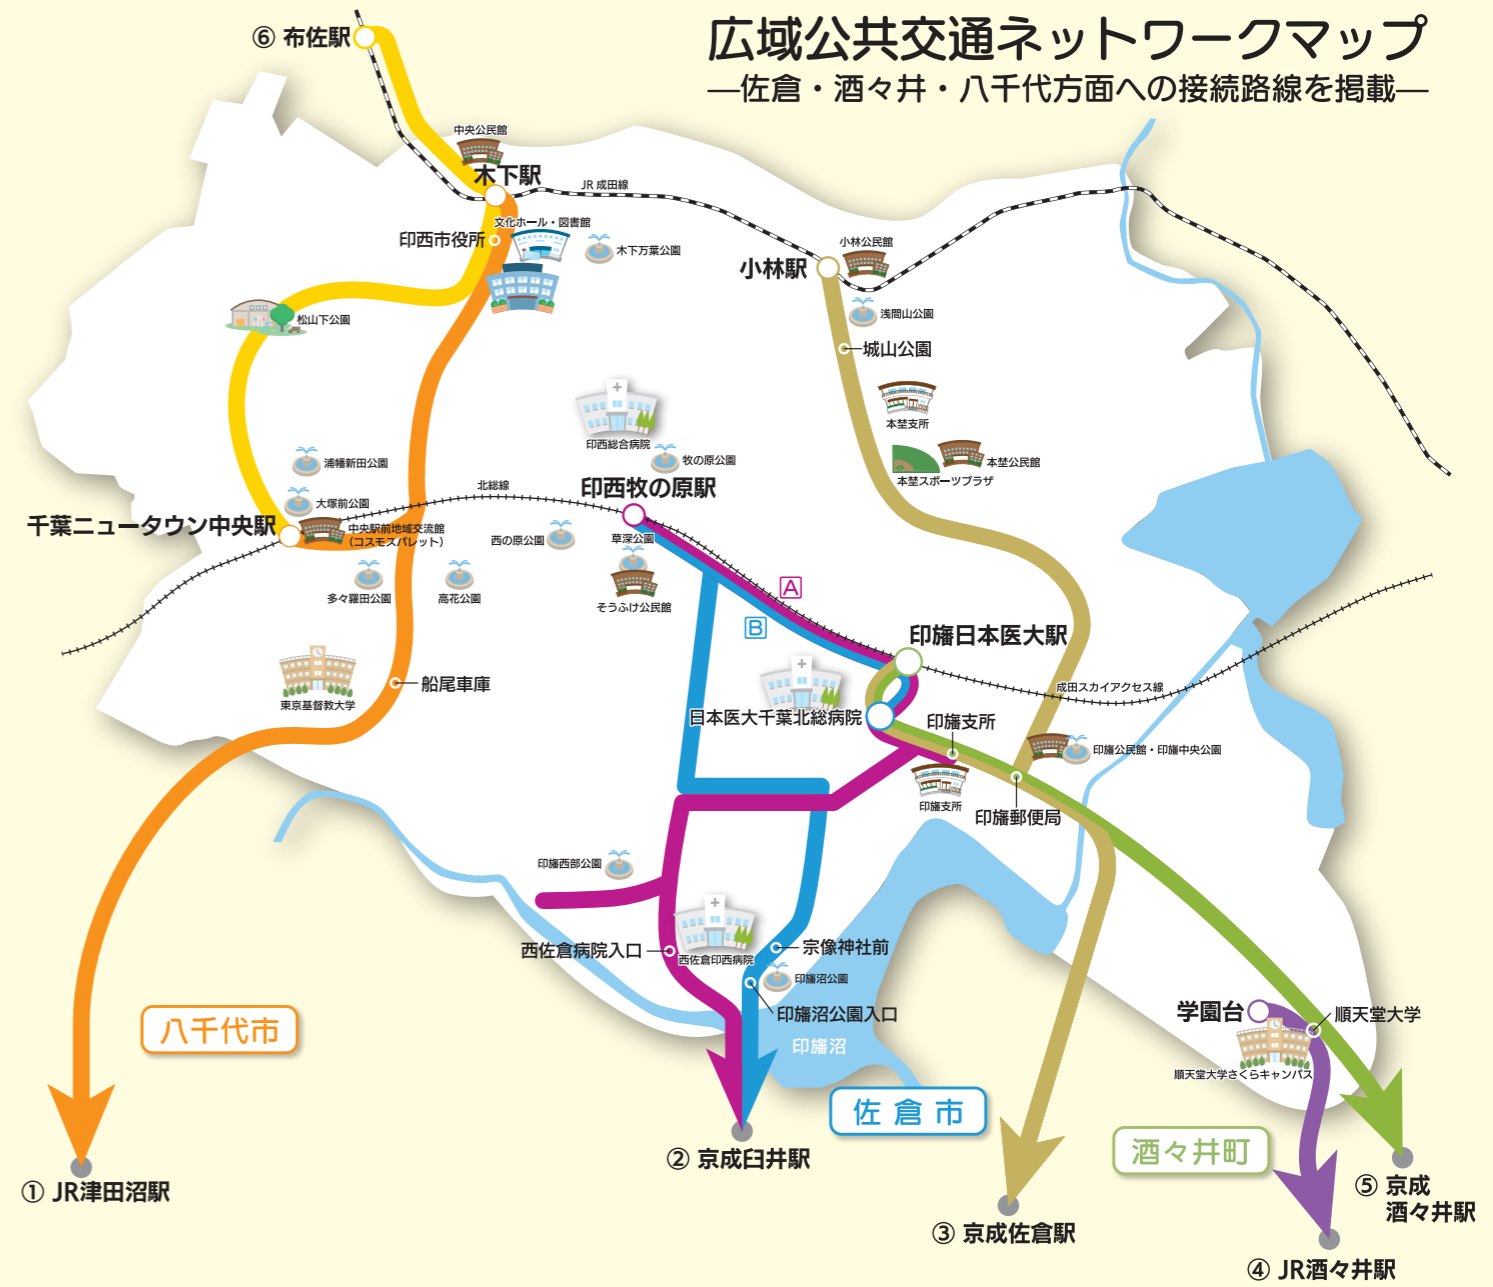 広域公共交通ネットワークマップ
―佐倉・酒々井・八千代方面への接続路線を掲載―
⑥ 布佐駅
中央公民館
木下駅
JR 成田線
文化ホール・図書館
印西市役所
木下万葉公園
小林公民館
小林駅
松山下公園
浅間山公園
城山公園
本埜支所
印西総合病院
牧の原公園
本埜公民館
本埜スポーツプラザ
浦幡新田公園
大塚前公園
北総線
印西牧の原駅
千葉ニュータウン中央駅
中央駅前地域交流館
(コスモスパレット)
西の原公園
草深公園
多々羅田公園
高花公園
そうふけ公民館
A
B
印旛日本医大駅
船尾車庫
東京基督教大学
成田スカイアクセス線
日本医大千葉北総病院
印旛支所
印旛公民館・印旛中央公園
印旛支所
印旛郵便局
印旛西部公園
西佐倉病院入口
西佐倉印西病院
宗像神社前
印旛沼公園
印旛沼公園入口
印旛沼
学園台
順天堂大学
順天堂大学さくらキャンパス
八千代市
佐倉市
酒々井町
① JR津田沼駅
② 京成臼井駅
③ 京成佐倉駅
④ JR酒々井駅
⑤ 京成
酒々井駅